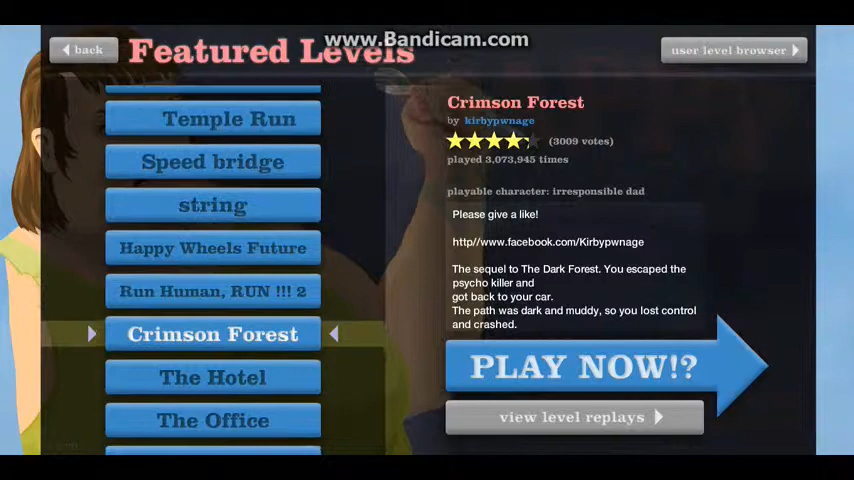 www.Bandicam.com
back
Featured Levels
user level browser
Temple Run
Speed bridge
string
Happy Wheels Future
Run Human, RUN !!! 2
Crimson Forest
The Hotel
The Office
Crimson Forest
by kirbypwnage
(3009 votes)
played 3,073,945 times
playable character: irresponsible dad
Please give a like!
http//www.facebook.com/Kirbypwnage
The sequel to The Dark Forest. You escaped the
psycho killer and
got back to your car.
The path was dark and muddy, so you lost control
and crashed.
PLAY NOW!?
view level replays